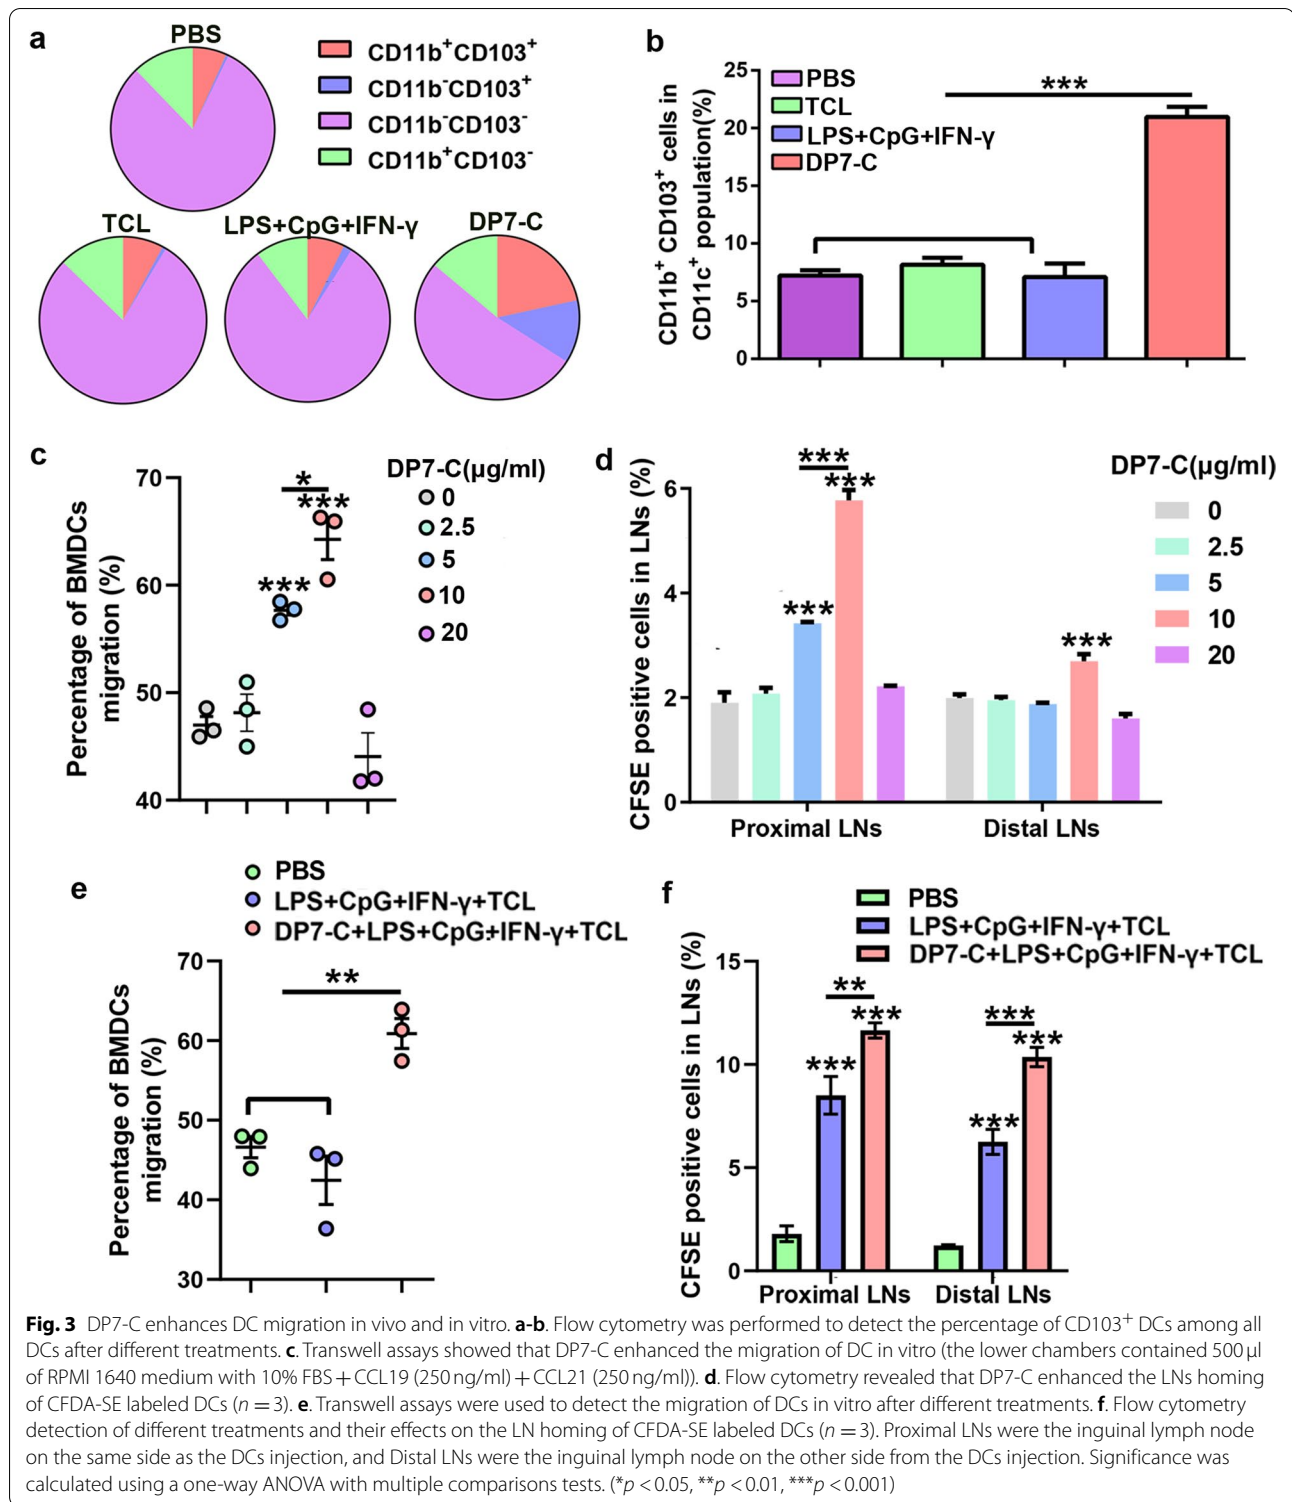 a
PBS
CD11b⁺CD103⁺
CD11b⁻CD103⁺
CD11b⁻CD103⁻
CD11b⁺CD103⁻
TCL
LPS+CpG+IFN-γ
DP7-C
b
CD11b⁺ CD103⁺ cells in
CD11c⁺ population(%)
25
20
15
10
5
0
PBS
TCL
LPS+CpG+IFN-γ
DP7-C
***
c
Percentage of BMDCs
migration (%)
70
60
50
40
***
*
***
DP7-C(μg/ml)
0
2.5
5
10
20
d
CFSE positive cells in LNs (%)
6
4
2
0
***
***
***
***
Proximal LNs
Distal LNs
DP7-C(μg/ml)
0
2.5
5
10
20
e
PBS
LPS+CpG+IFN-γ+TCL
DP7-C+LPS+CpG+IFN-γ+TCL
Percentage of BMDCs
migration (%)
70
60
50
40
30
**
f
PBS
LPS+CpG+IFN-γ+TCL
DP7-C+LPS+CpG+IFN-γ+TCL
CFSE positive cells in LNs (%)
15
10
5
0
**
***
***
***
***
***
Proximal LNs
Distal LNs
Fig. 3 DP7-C enhances DC migration in vivo and in vitro. a-b. Flow cytometry was performed to detect the percentage of CD103⁺ DCs among all
DCs after different treatments. c. Transwell assays showed that DP7-C enhanced the migration of DC in vitro (the lower chambers contained 500 μl
of RPMI 1640 medium with 10% FBS + CCL19 (250 ng/ml) + CCL21 (250 ng/ml)). d. Flow cytometry revealed that DP7-C enhanced the LNs homing
of CFDA-SE labeled DCs (n = 3). e. Transwell assays were used to detect the migration of DCs in vitro after different treatments. f. Flow cytometry
detection of different treatments and their effects on the LN homing of CFDA-SE labeled DCs (n = 3). Proximal LNs were the inguinal lymph node
on the same side as the DCs injection, and Distal LNs were the inguinal lymph node on the other side from the DCs injection. Significance was
calculated using a one-way ANOVA with multiple comparisons tests. (*p < 0.05, **p < 0.01, ***p < 0.001)